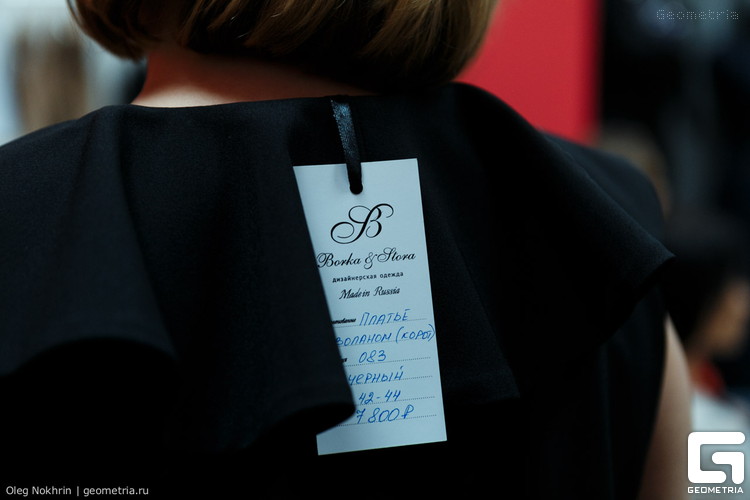 Geometria
B
Borka & Stora
дизайнерская одежда
Made in Russia
ПЛАТЬЕ
ВОЛАНОМ (КОРОТ)
083
ЧЕРНЫЙ
42-44
7 800 ₽
Oleg Nokhrin | geometria.ru
GEOMETRIA